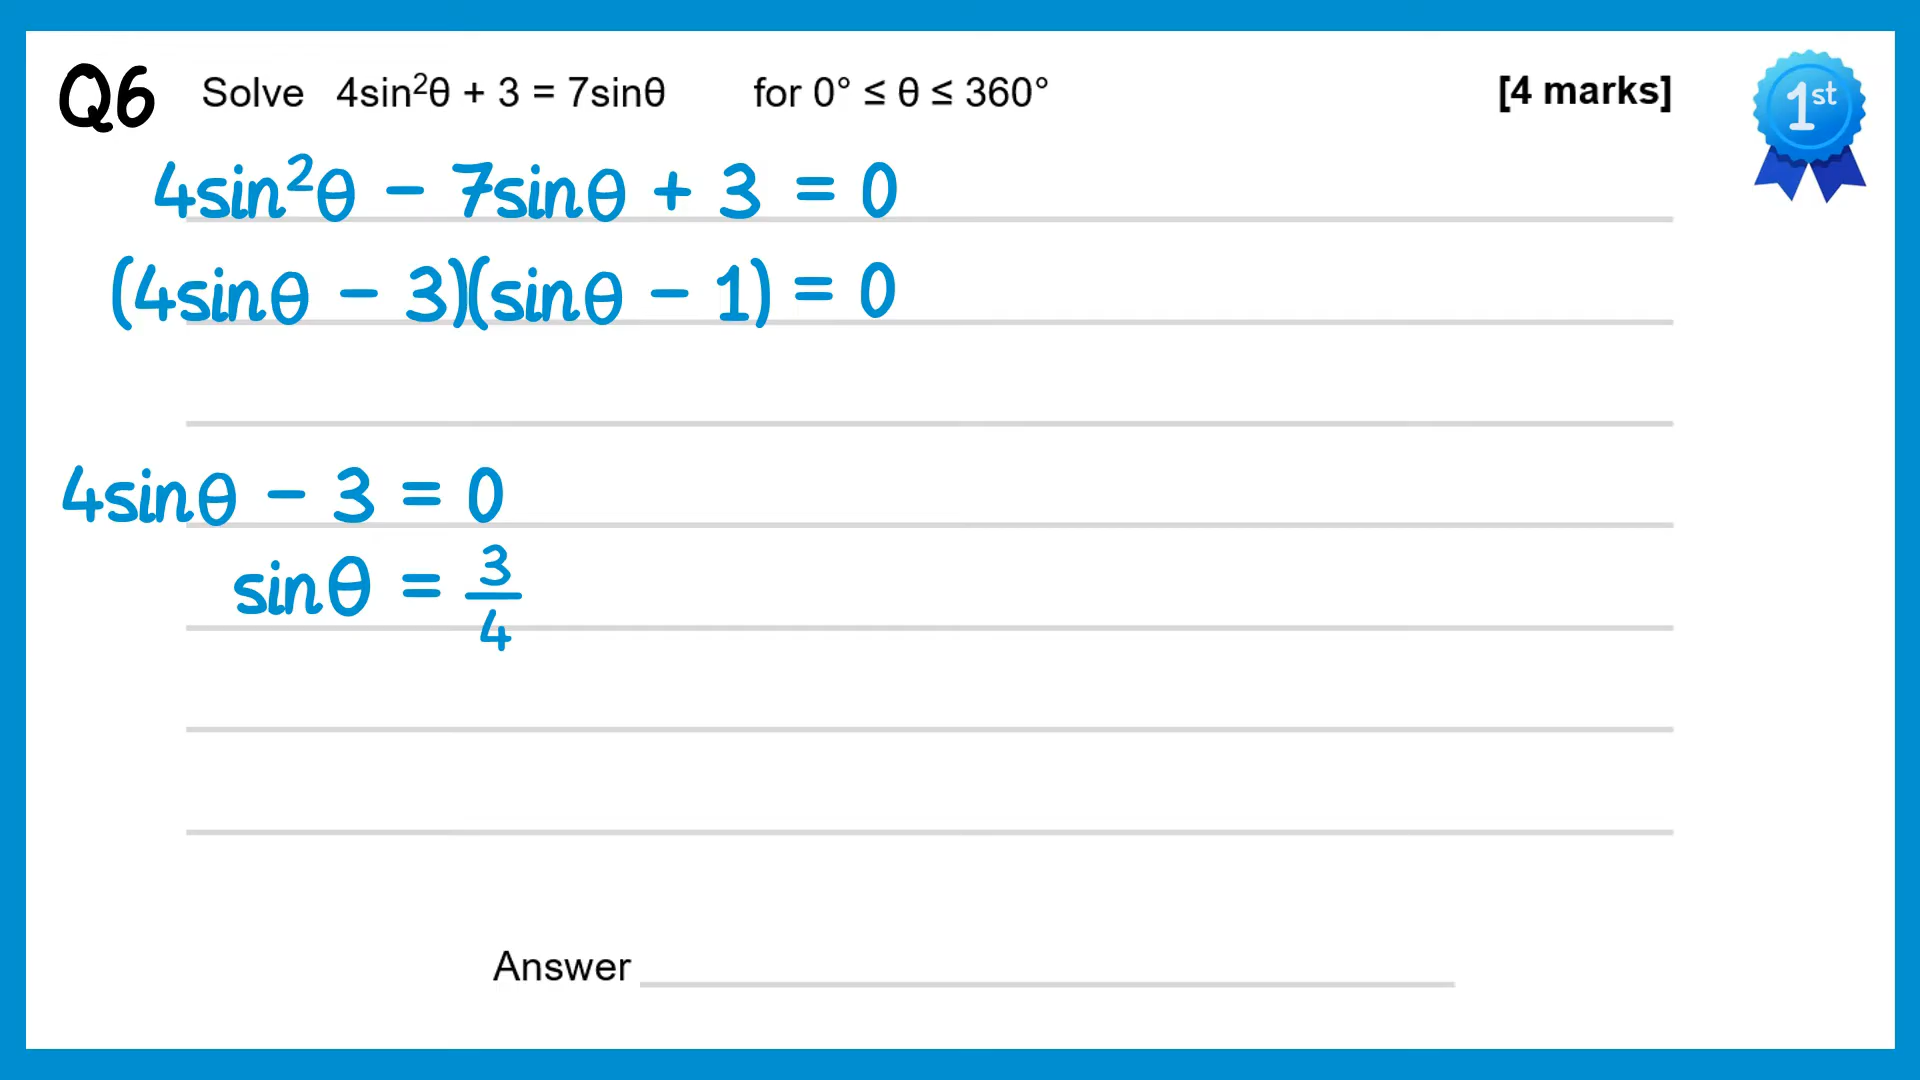 Q6 Solve 4sin²θ + 3 = 7sinθ for 0° ≤ θ ≤ 360° [4 marks] 1st
4sin²θ − 7sinθ + 3 = 0
(4sinθ − 3)(sinθ − 1) = 0
4sinθ − 3 = 0
sinθ = 3/4
Answer